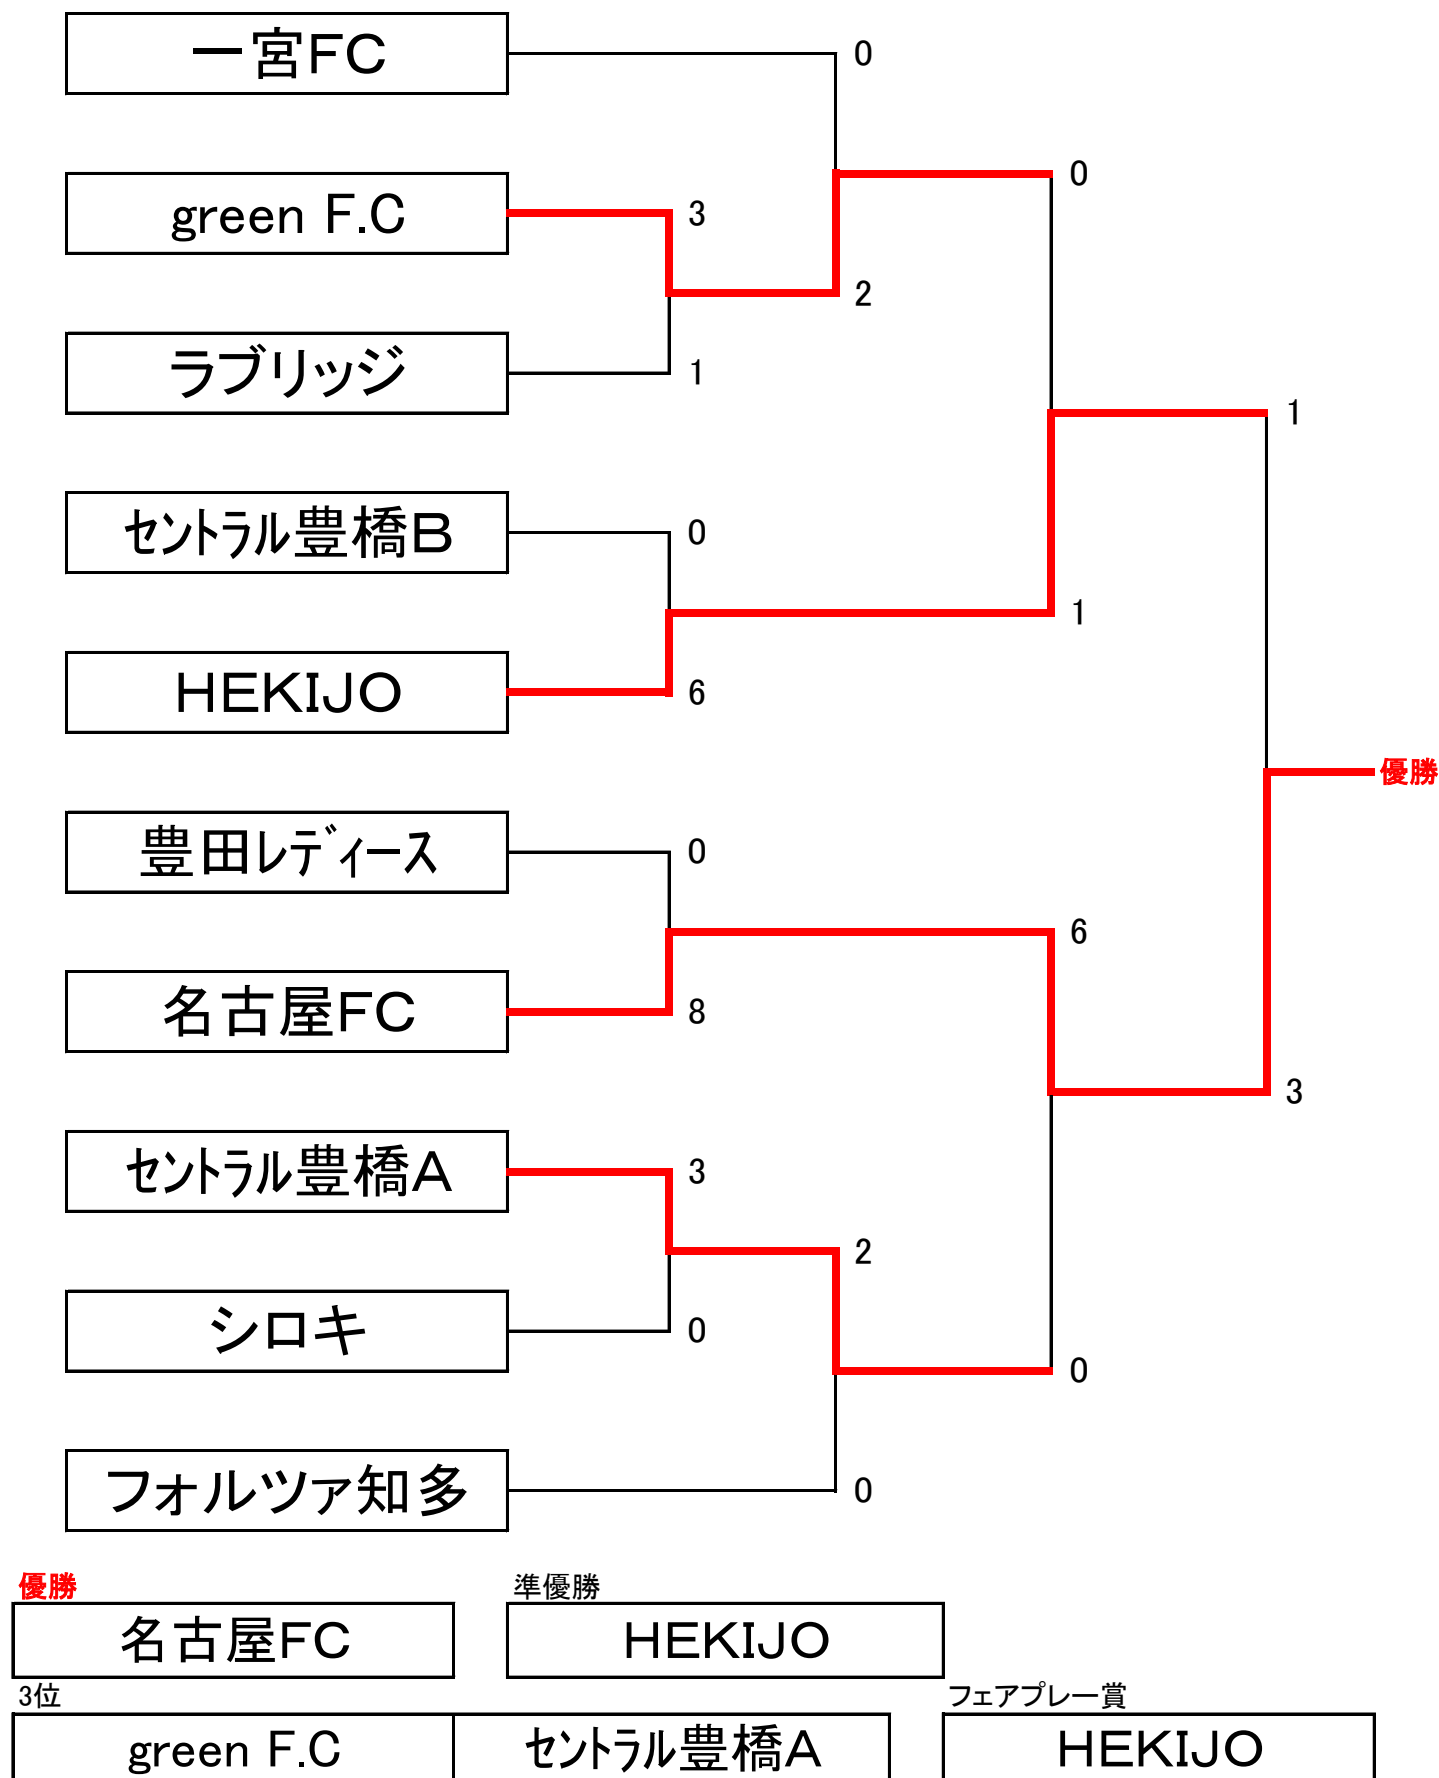 一宮FC
0
0
green F.C
3
2
ラブリッジ
1
1
セントラル豊橋B
0
1
HEKIJO
6
優勝
豊田レディース
0
6
名古屋FC
8
3
セントラル豊橋A
3
2
シロキ
0
0
フォルツァ知多
0
優勝
準優勝
名古屋FC
HEKIJO
3位
フェアプレー賞
green F.C
セントラル豊橋A
HEKIJO